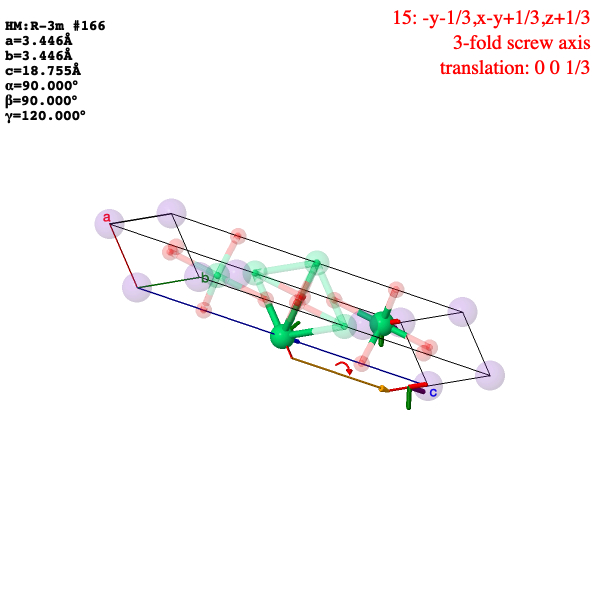 HM:R-3m #166
a=3.446Å
b=3.446Å
c=18.755Å
α=90.000°
β=90.000°
γ=120.000°
15: -y-1/3,x-y+1/3,z+1/3
3-fold screw axis
translation: 0 0 1/3
a
b
c